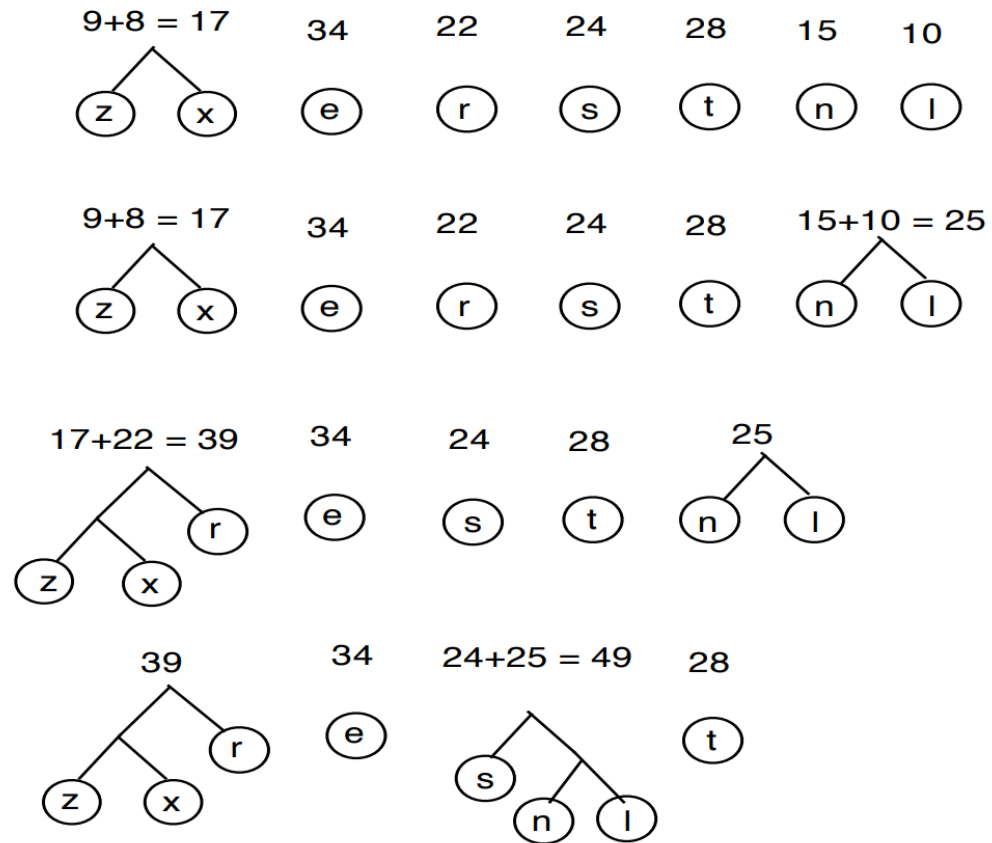 9+8 = 17 34 22 24 28 15 10
z x e r s t n l
9+8 = 17 34 22 24 28 15+10 = 25
z x e r s t n l
17+22 = 39 34 24 28 25
r e s t n l
z x
39 34 24+25 = 49 28
r e t
z x s
n l